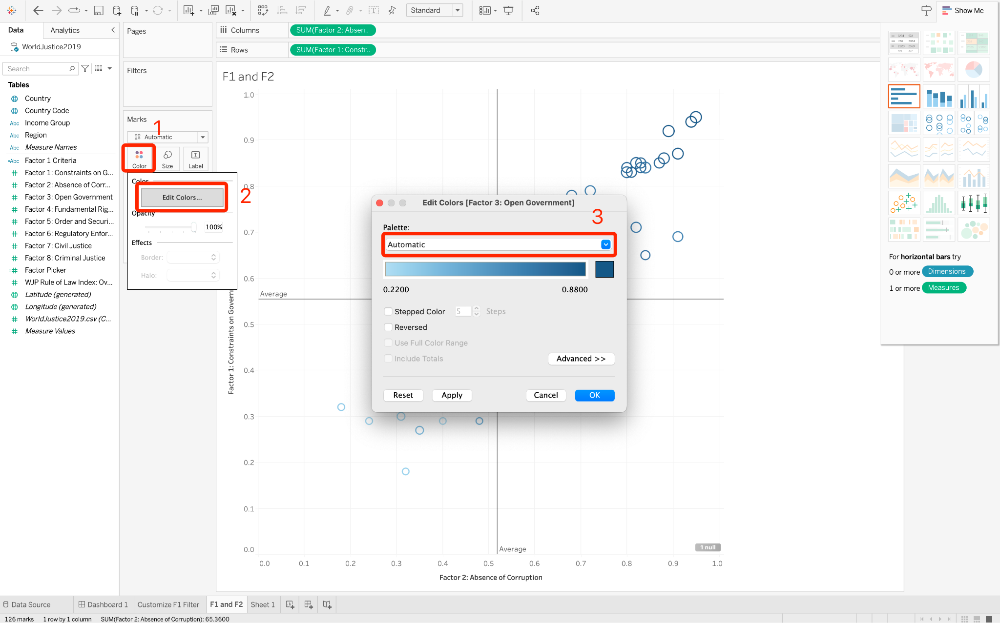 Standard
Show Me
Data
Analytics
Pages
Columns
SUM(Factor 2: Absen..
WorldJustice2019
Rows
SUM(Factor 1: Constr..
Search
Filters
F1 and F2
Tables
Country
Country Code
Abc Income Group
Abc Region
Abc Measure Names
=Abc Factor 1 Criteria
# Factor 1: Constraints on G...
# Factor 2: Absence of Corr...
# Factor 3: Open Government
# Factor 4: Fundamental Rig...
# Factor 5: Order and Securi...
# Factor 6: Regulatory Enfor...
# Factor 7: Civil Justice
# Factor 8: Criminal Justice
=# Factor Picker
# WJP Rule of Law Index: Ov...
Latitude (generated)
Longitude (generated)
# WorldJustice2019.csv (C...
# Measure Values
Marks
1
Automatic
Color
Size
Label
Color
Edit Colors...
2
Opacity
100%
Effects
Border:
Halo:
1.0
0.9
0.8
0.7
0.6
0.5
0.4
0.3
0.2
0.1
0.0
Factor 1: Constraints on Governm
Average
Edit Colors [Factor 3: Open Government]
3
Palette:
Automatic
0.2200
0.8800
Stepped Color 5 Steps
Reversed
Use Full Color Range
Include Totals
Advanced >>
Reset
Apply
Cancel
OK
Average
1 null
0.0 0.1 0.2 0.3 0.4 0.5 0.6 0.7 0.8 0.9 1.0
Factor 2: Absence of Corruption
For horizontal bars try
0 or more Dimensions
1 or more Measures
Data Source
Dashboard 1
Customize F1 Filter
F1 and F2
Sheet 1
126 marks
1 row by 1 column
SUM(Factor 2: Absence of Corruption): 65.3600